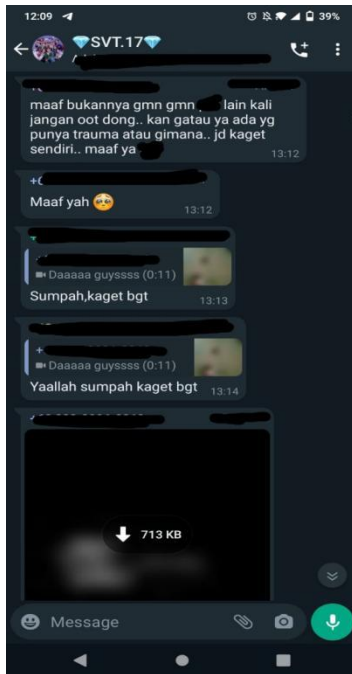 12:09 39%
💎SVT.17💎
maaf bukannya gmn gmn lain kali
jangan oot dong.. kan gatau ya ada yg
punya trauma atau gimana.. jd kaget
sendiri.. maaf ya
13:12
Maaf yah 🥺
13:12
Daaaaa guyssss (0:11)
Sumpah,kaget bgt
13:13
+
Daaaaa guyssss (0:11)
Yaallah sumpah kaget bgt
13:14
713 KB
Message